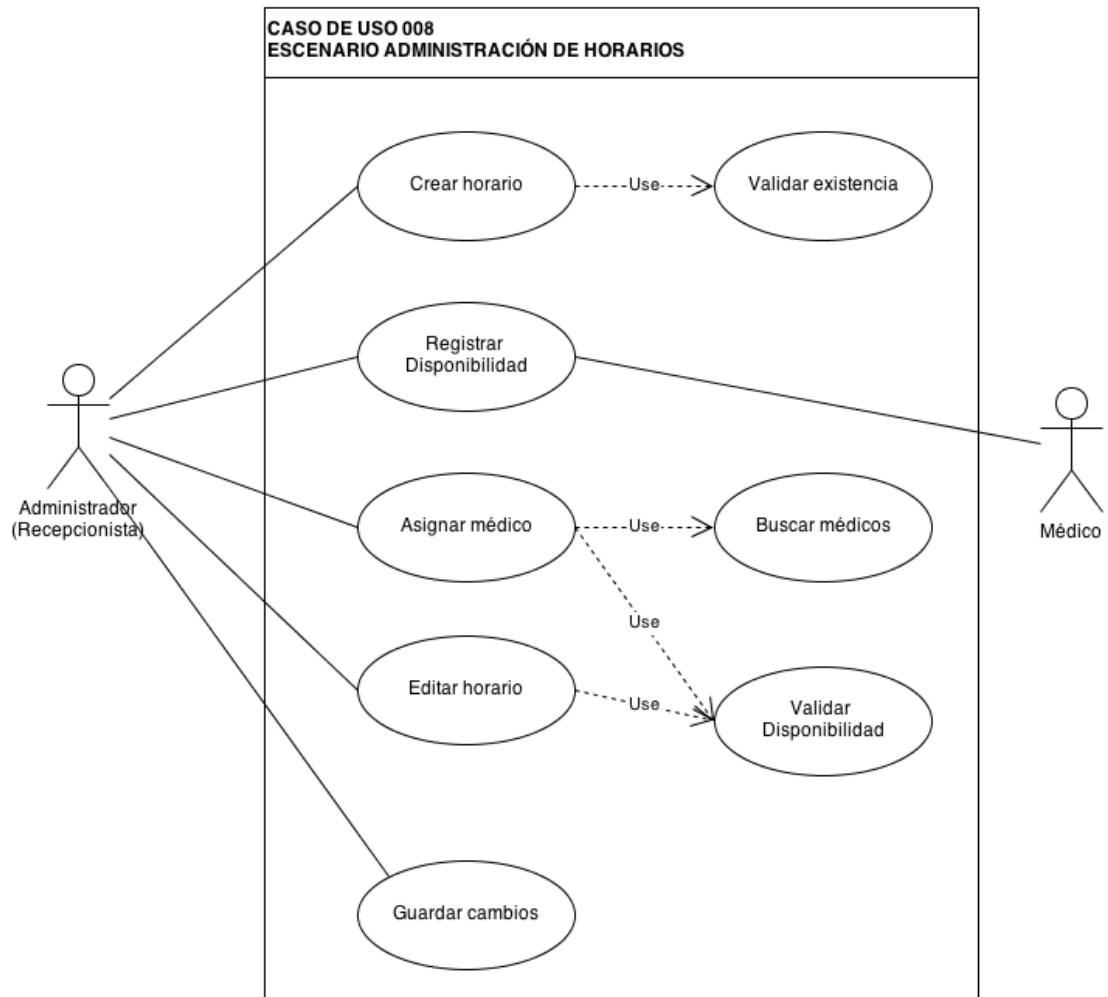 CASO DE USO 008
ESCENARIO ADMINISTRACIÓN DE HORARIOS
Crear horario
Use
Validar existencia
Registrar
Disponibilidad
Administrador
(Recepcionista)
Asignar médico
Use
Buscar médicos
Médico
Use
Editar horario
Use
Validar
Disponibilidad
Guardar cambios